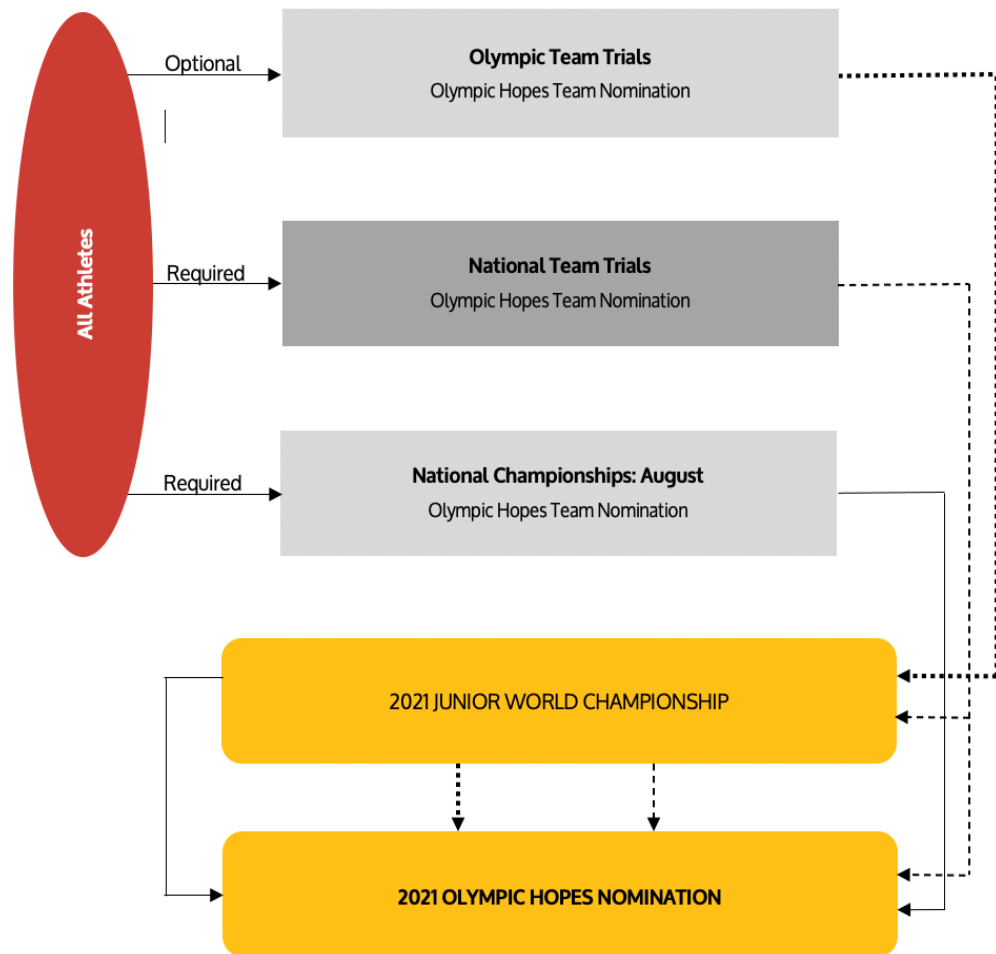 All Athletes
Optional
Olympic Team Trials
Olympic Hopes Team Nomination
Required
National Team Trials
Olympic Hopes Team Nomination
Required
National Championships: August
Olympic Hopes Team Nomination
2021 JUNIOR WORLD CHAMPIONSHIP
2021 OLYMPIC HOPES NOMINATION